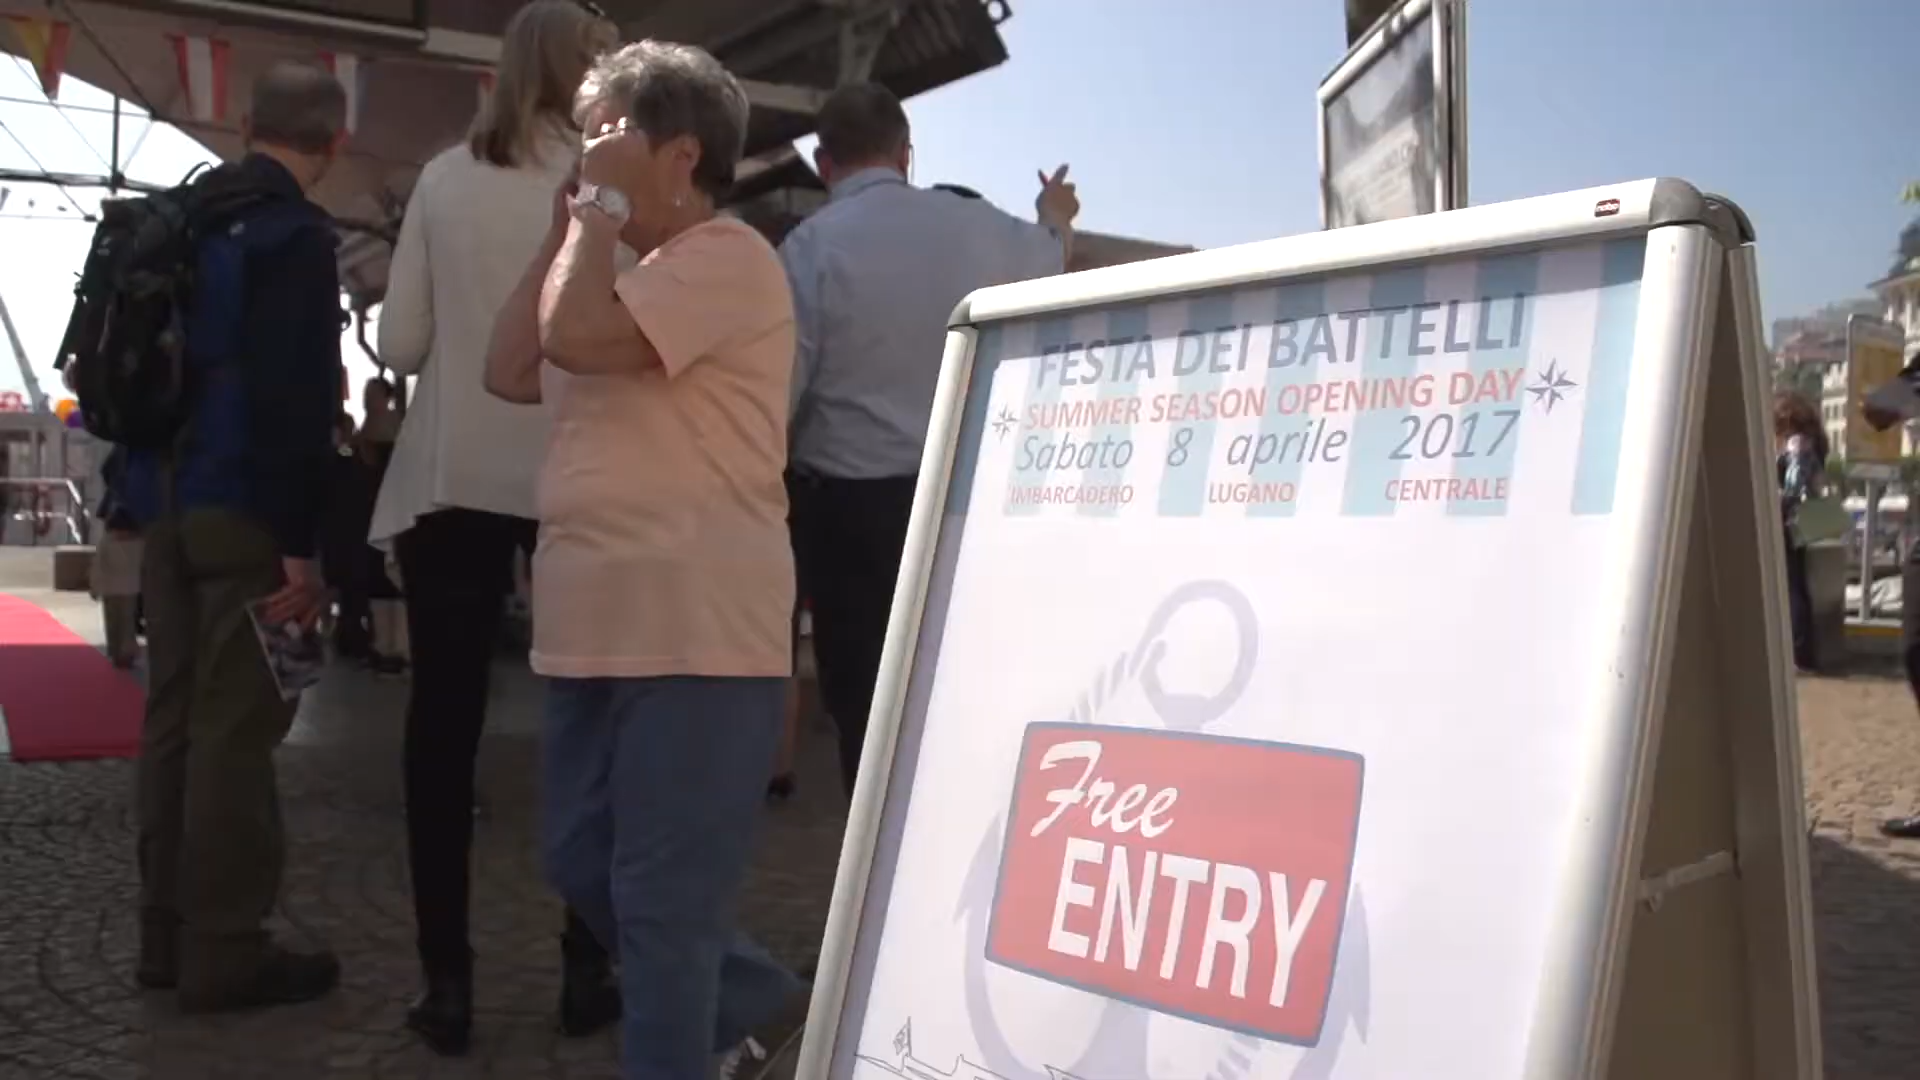 FESTA DEI BATTELLI
SUMMER SEASON OPENING DAY
Sabato 8 aprile 2017
IMBARCADERO LUGANO CENTRALE
Free
ENTRY